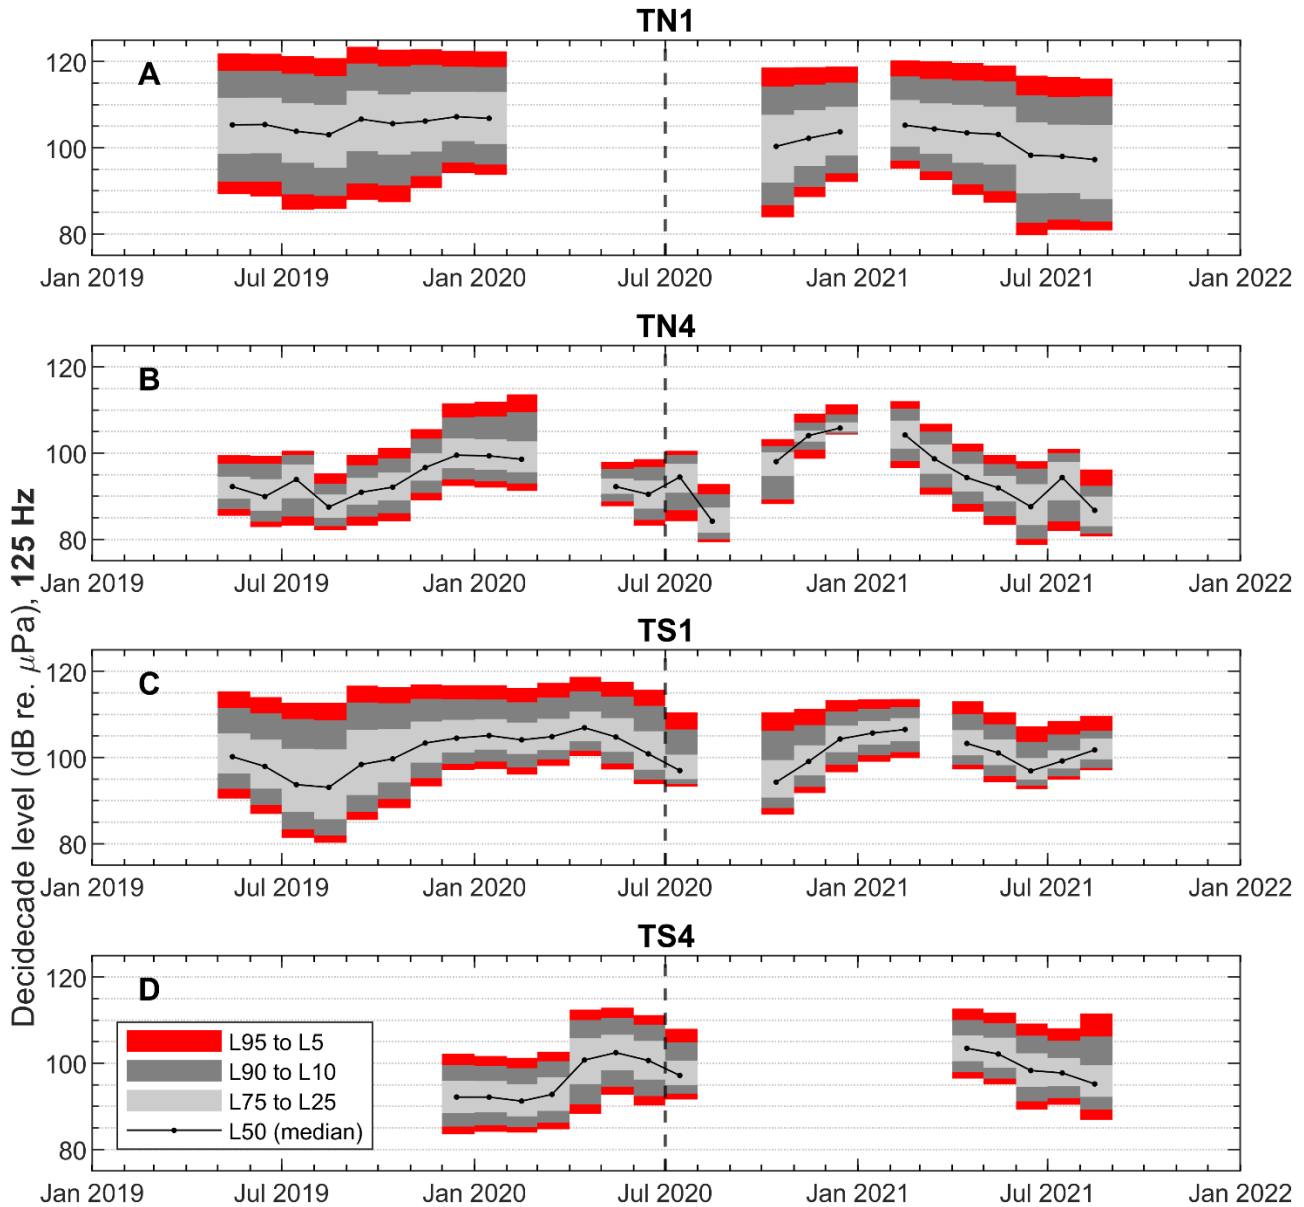 TN1
A
120
100
80
Jan 2019 Jul 2019 Jan 2020 Jul 2020 Jan 2021 Jul 2021 Jan 2022
TN4
B
120
100
80
Jan 2019 Jul 2019 Jan 2020 Jul 2020 Jan 2021 Jul 2021 Jan 2022
Decidecade level (dB re. μPa), 125 Hz
TS1
C
120
100
80
Jan 2019 Jul 2019 Jan 2020 Jul 2020 Jan 2021 Jul 2021 Jan 2022
TS4
D
120
100
80
L95 to L5
L90 to L10
L75 to L25
L50 (median)
Jan 2019 Jul 2019 Jan 2020 Jul 2020 Jan 2021 Jul 2021 Jan 2022